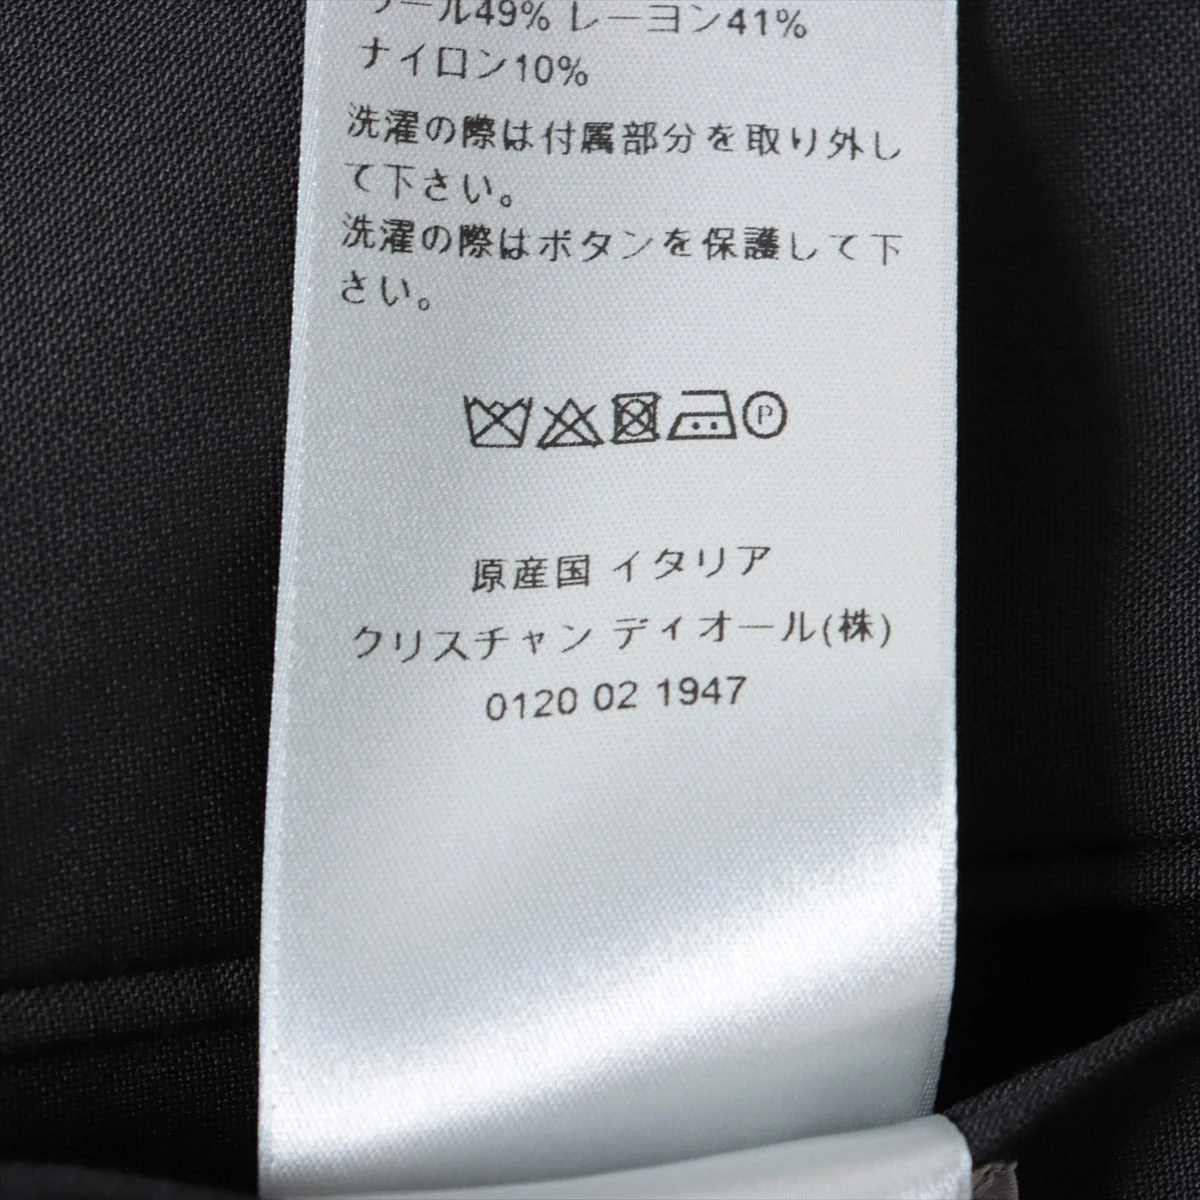 ウール49% レーヨン41%
ナイロン10%
洗濯の際は付属部分を取り外し
て下さい。
洗濯の際はボタンを保護して下
さい。
P
原産国 イタリア
クリスチャン ディオール(株)
0120 02 1947